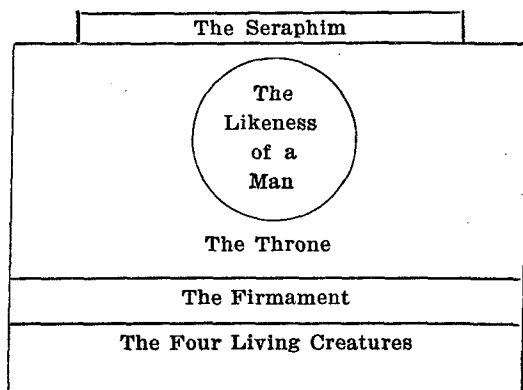 The Seraphim
The
Likeness
of a
Man
The Throne
The Firmament
The Four Living Creatures